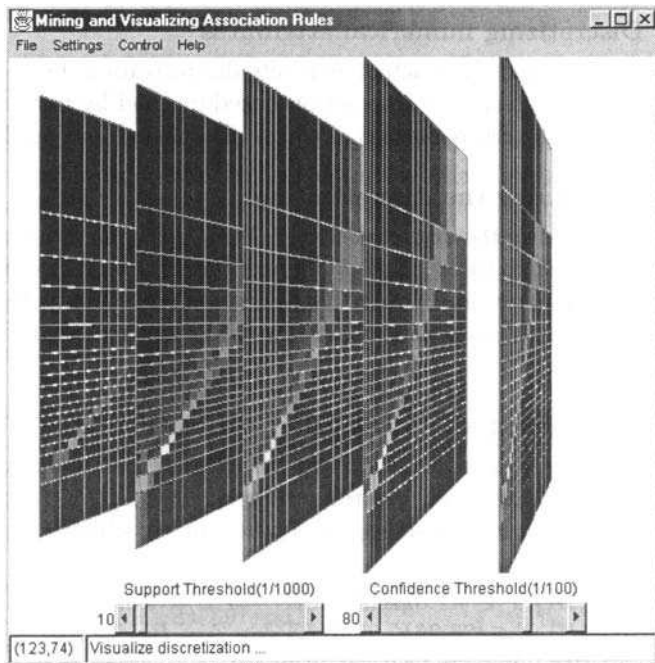 Mining and Visualizing Association Rules
File Settings Control Help
Support Threshold(1/1000) Confidence Threshold(1/100)
10 80
(123,74) Visualize discretization ...